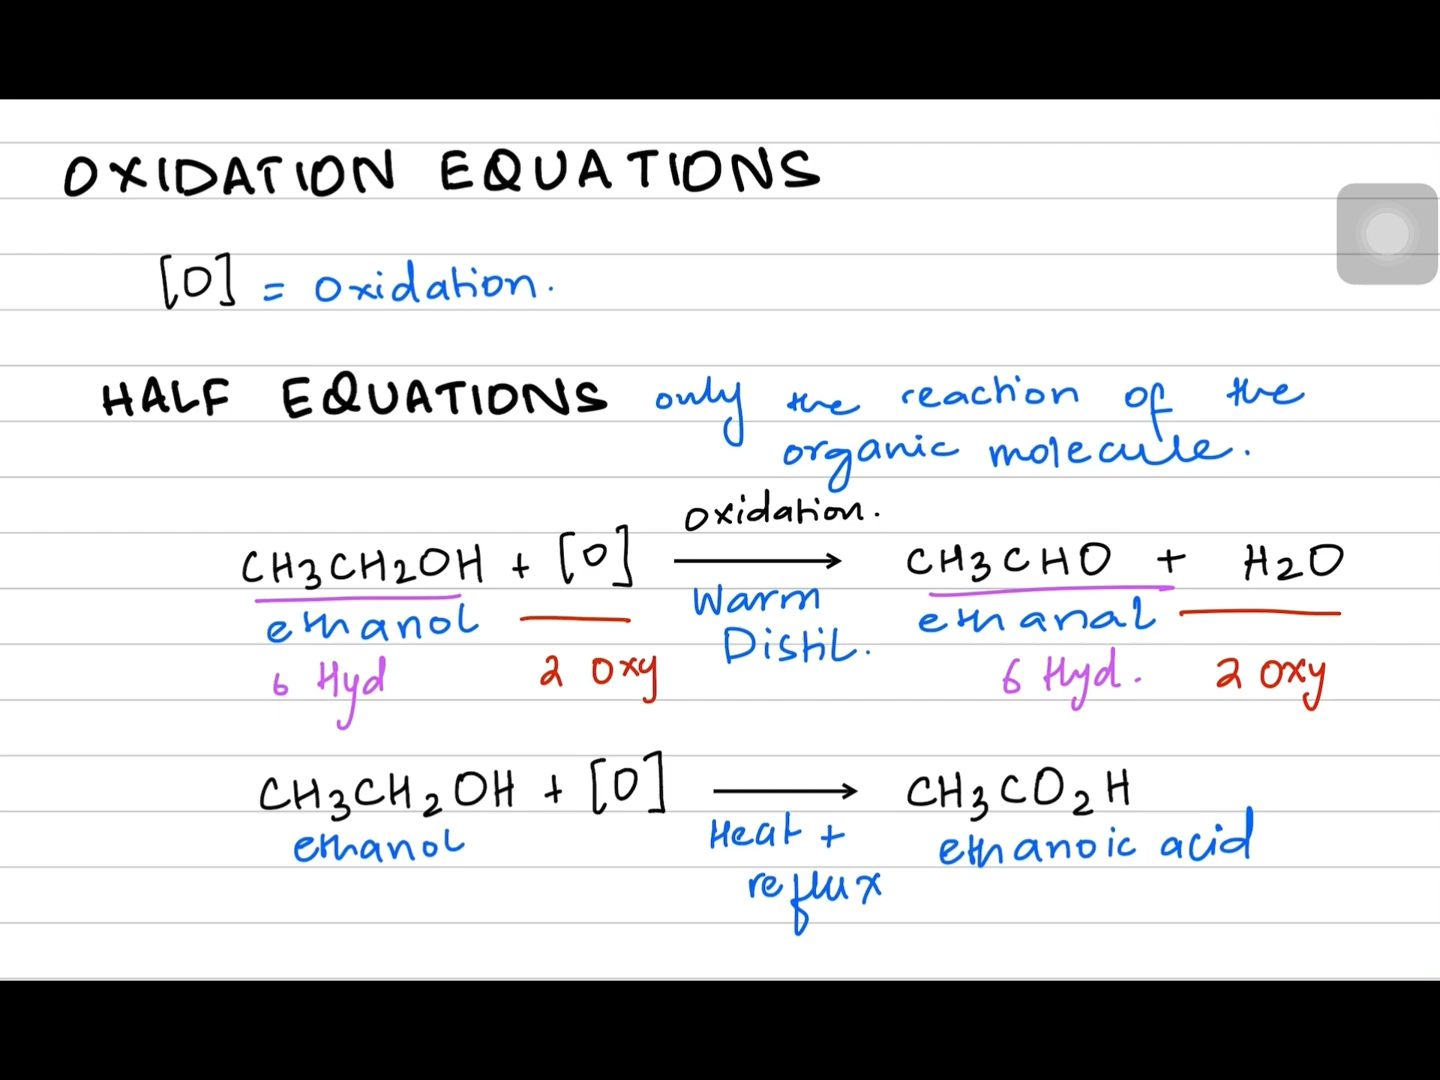 OXIDATION EQUATIONS
[O] = oxidation.
HALF EQUATIONS only the reaction of the
organic molecule.
oxidation.
CH3CH2OH + [O] → CH3CHO + H2O
ethanol Warm ethanal
Distil.
6 Hyd 2 oxy 6 Hyd. 2 oxy
CH3CH2OH + [O] → CH3CO2H
ethanol Heat + ethanoic acid
reflux